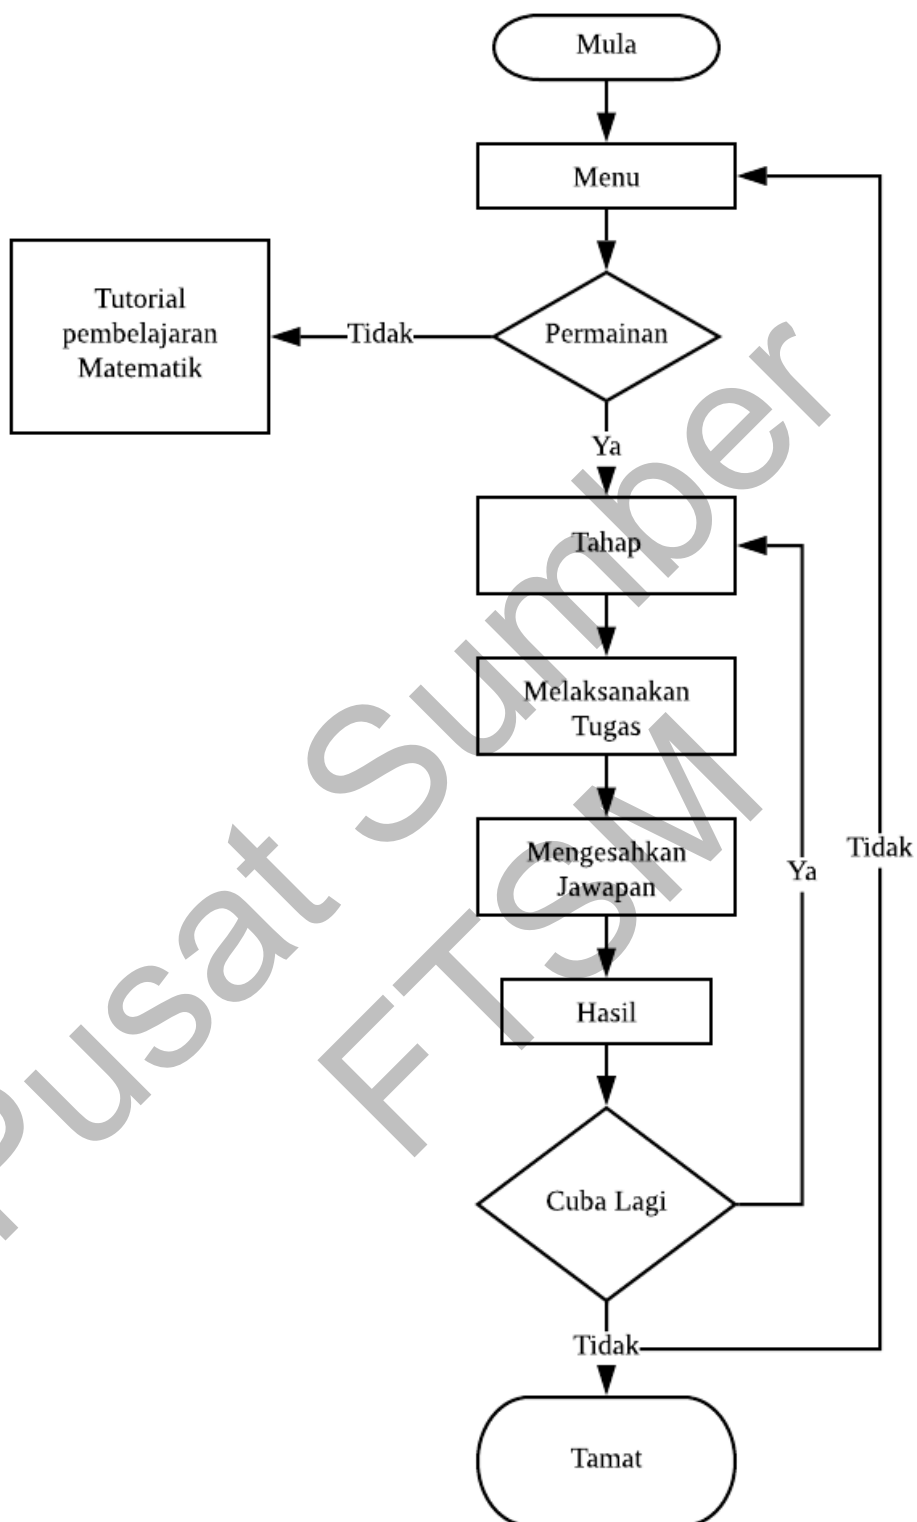 Mula
Menu
Tutorial
pembelajaran
Matematik
Tidak
Permainan
Ya
Tahap
Melaksanakan
Tugas
Mengesahkan
Jawapan
Tidak
Ya
Hasil
Cuba Lagi
Tidak
Tamat
Pusat Sumber
FTSM